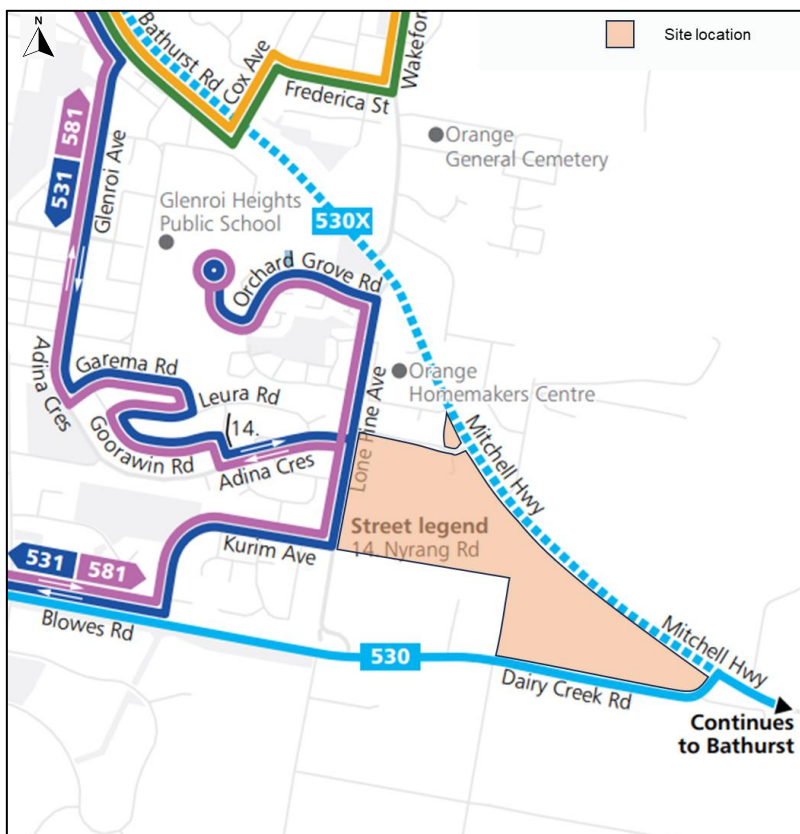 N
Site location
Bathurst Rd
Cox Ave
Wakefor
Frederica St
Orange
General Cemetery
581
531
Glenroi Ave
Glenroi Heights
Public School
530X
Orchard Grove Rd
Adina Cres
Garema Rd
Leura Rd
Orange
Homemakers Centre
Lone Pine Ave
14.
Goorawin Rd
Adina Cres
Mitchell Hwy
Street legend
14. Nyrang Rd
Kurim Ave
531
581
Blowes Rd
530
Mitchell Hwy
Dairy Creek Rd
Continues
to Bathurst